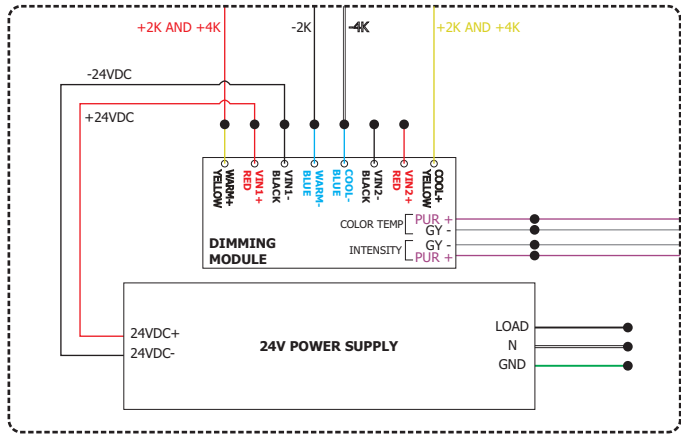 +2K AND +4K
-2K
-4K
+2K AND +4K
-24VDC
+24VDC
WARM+
YELLOW
VIN1+
RED
VIN1-
BLACK
WARM-
BLUE
COOL-
BLUE
VIN2-
BLACK
VIN2+
RED
COOL+
YELLOW
COLOR TEMP
PUR +
GY -
INTENSITY
GY -
PUR +
DIMMING
MODULE
24VDC+
24VDC-
24V POWER SUPPLY
LOAD
N
GND